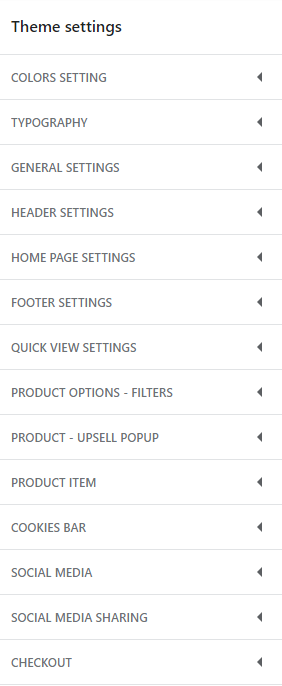 Theme settings
COLORS SETTING
TYPOGRAPHY
GENERAL SETTINGS
HEADER SETTINGS
HOME PAGE SETTINGS
FOOTER SETTINGS
QUICK VIEW SETTINGS
PRODUCT OPTIONS - FILTERS
PRODUCT - UPSELL POPUP
PRODUCT ITEM
COOKIES BAR
SOCIAL MEDIA
SOCIAL MEDIA SHARING
CHECKOUT